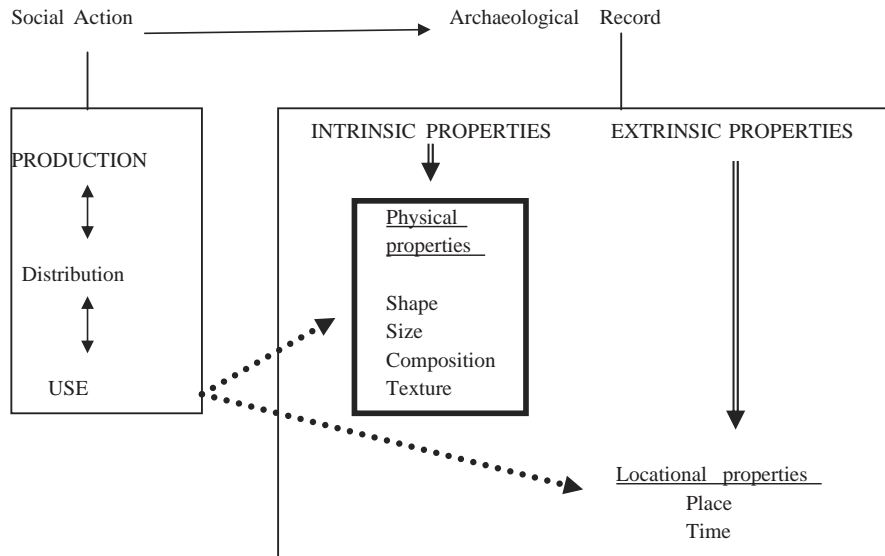 Social Action
Archaeological Record
PRODUCTION
Distribution
USE
INTRINSIC PROPERTIES
EXTRINSIC PROPERTIES
Physical
properties
Shape
Size
Composition
Texture
Locational properties
Place
Time